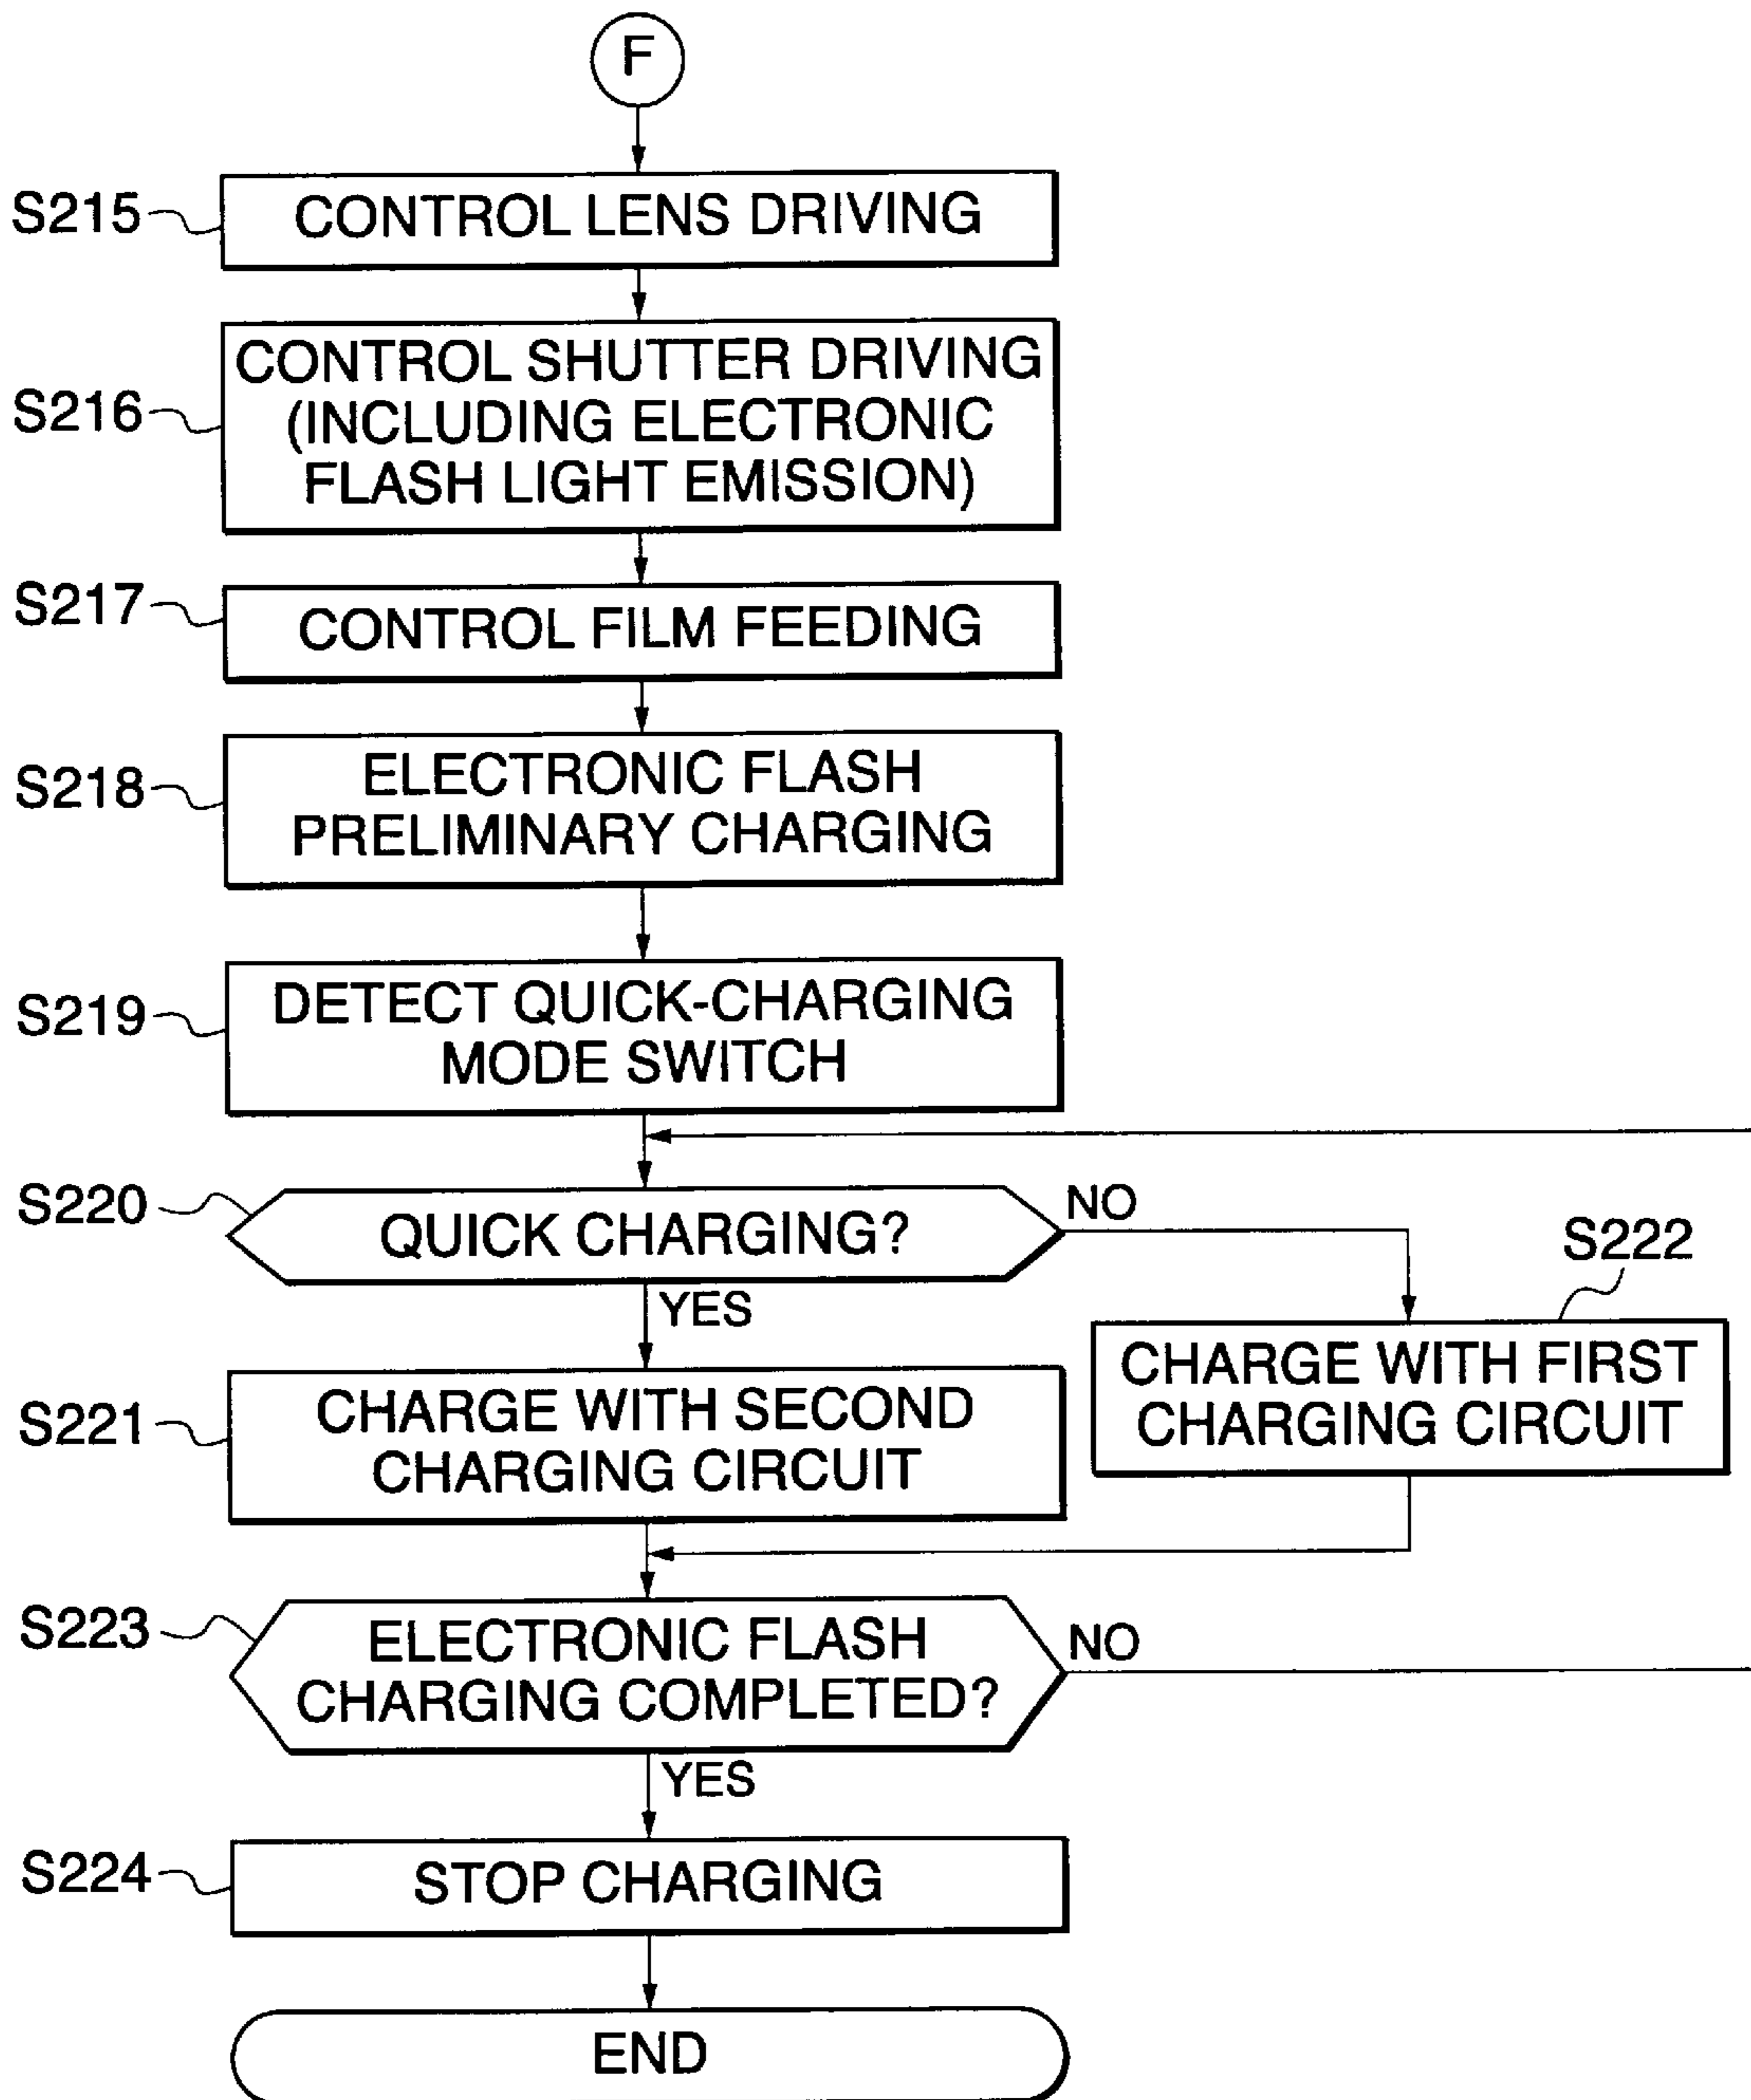 F
S215
CONTROL LENS DRIVING
S216
CONTROL SHUTTER DRIVING
(INCLUDING ELECTRONIC
FLASH LIGHT EMISSION)
S217
CONTROL FILM FEEDING
S218
ELECTRONIC FLASH
PRELIMINARY CHARGING
S219
DETECT QUICK-CHARGING
MODE SWITCH
S220
QUICK CHARGING?
NO
YES
S222
CHARGE WITH FIRST
CHARGING CIRCUIT
S221
CHARGE WITH SECOND
CHARGING CIRCUIT
S223
ELECTRONIC FLASH
CHARGING COMPLETED?
NO
YES
S224
STOP CHARGING
END